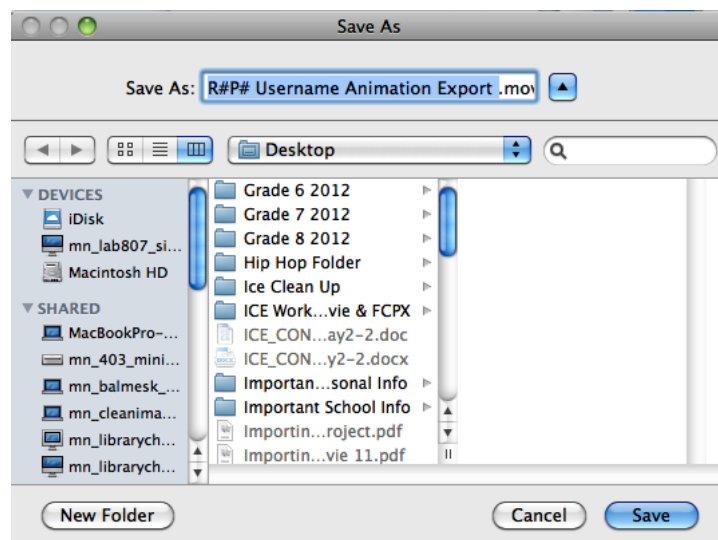 Save As
Save As: R#P# Username Animation Export .mov
Desktop
DEVICES
iDisk
mn_lab807_si...
Macintosh HD
SHARED
MacBookPro-...
mn_403_mini...
mn_balmesk_...
mn_cleanima...
mn_librarych...
mn_librarych...
Grade 6 2012
Grade 7 2012
Grade 8 2012
Hip Hop Folder
Ice Clean Up
ICE Work...vie & FCPX
ICE_CON...ay2-2.doc
ICE_CON...y2-2.docx
Importan...sonal Info
Important School Info
Importin...roject.pdf
Importin...vie 11.pdf
New Folder
Cancel
Save